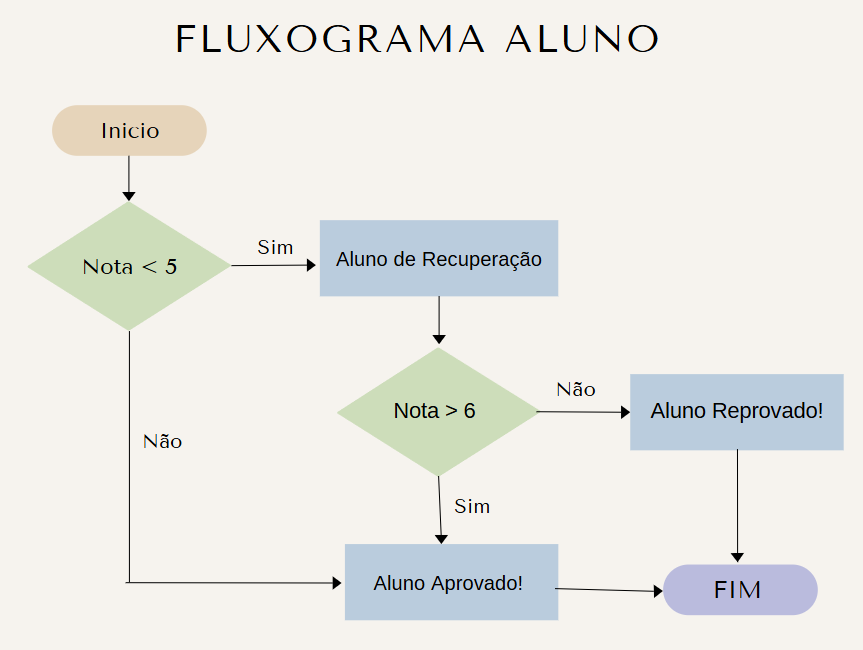 FLUXOGRAMA ALUNO
Inicio
Nota < 5
Sim
Aluno de Recuperação
Nota > 6
Não
Aluno Reprovado!
Não
Sim
Aluno Aprovado!
FIM